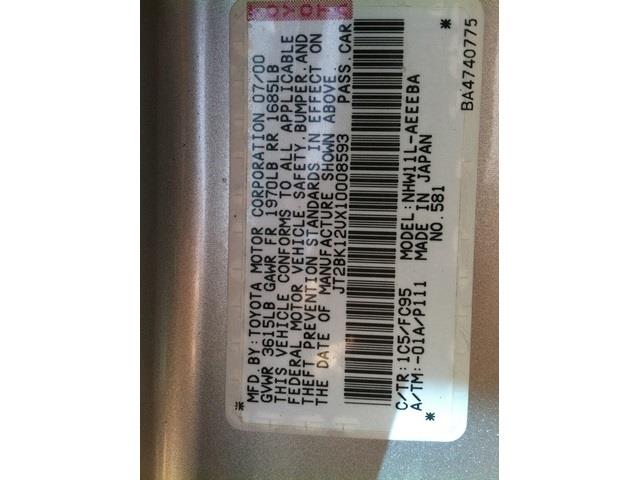 TOYOTA
*MFD.BY:TOYOTA MOTOR CORPORATION 07/00
GVWR 3615LB GAWR FR 1970LB RR 1685LB
THIS VEHICLE CONFORMS TO ALL APPLICABLE
FEDERAL MOTOR VEHICLE SAFETY,BUMPER,AND
THEFT PREVENTION STANDARDS IN EFFECT ON
THE DATE OF MANUFACTURE SHOWN ABOVE.
JT2BK12UX10008593 PASS.CAR
C/TR:1C5/FC95 MODEL:NHW11L-AEEEBA
A/TM:-01A/P111 MADE IN JAPAN
* NO.581 *
BA4740775